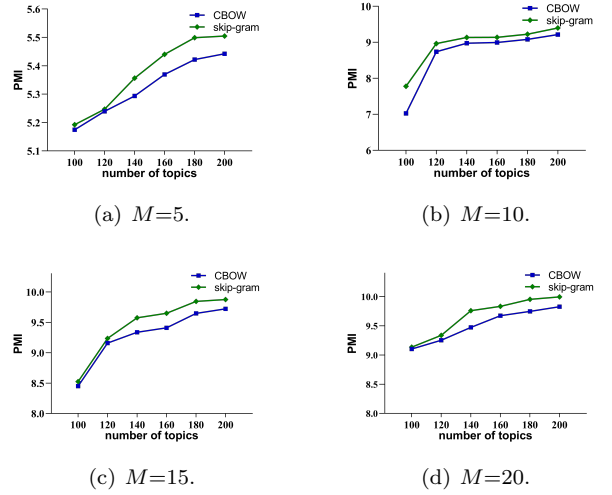 CBOW
skip-gram
PMI
5.6
5.5
5.4
5.3
5.2
5.1
100 120 140 160 180 200
number of topics
(a) M=5.
CBOW
skip-gram
PMI
10
9
8
7
6
100 120 140 160 180 200
number of topics
(b) M=10.
CBOW
skip-gram
PMI
10.0
9.5
9.0
8.5
8.0
100 120 140 160 180 200
number of topics
(c) M=15.
CBOW
skip-gram
PMI
10.0
9.5
9.0
8.5
8.0
100 120 140 160 180 200
number of topics
(d) M=20.